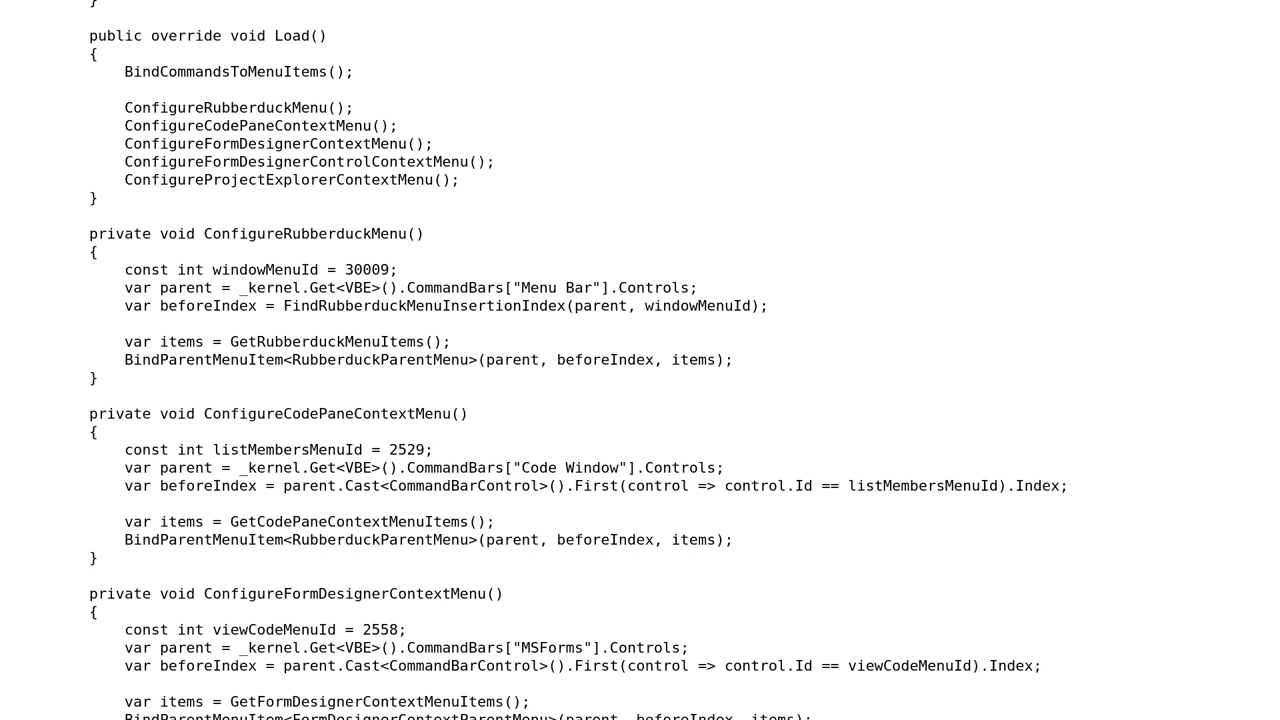 }
public override void Load()
{
BindCommandsToMenuItems();
ConfigureRubberduckMenu();
ConfigureCodePaneContextMenu();
ConfigureFormDesignerContextMenu();
ConfigureFormDesignerControlContextMenu();
ConfigureProjectExplorerContextMenu();
}
private void ConfigureRubberduckMenu()
{
const int windowMenuId = 30009;
var parent = _kernel.Get<VBE>().CommandBars["Menu Bar"].Controls;
var beforeIndex = FindRubberduckMenuInsertionIndex(parent, windowMenuId);
var items = GetRubberduckMenuItems();
BindParentMenuItem<RubberduckParentMenu>(parent, beforeIndex, items);
}
private void ConfigureCodePaneContextMenu()
{
const int listMembersMenuId = 2529;
var parent = _kernel.Get<VBE>().CommandBars["Code Window"].Controls;
var beforeIndex = parent.Cast<CommandBarControl>().First(control => control.Id == listMembersMenuId).Index;
var items = GetCodePaneContextMenuItems();
BindParentMenuItem<RubberduckParentMenu>(parent, beforeIndex, items);
}
private void ConfigureFormDesignerContextMenu()
{
const int viewCodeMenuId = 2558;
var parent = _kernel.Get<VBE>().CommandBars["MSForms"].Controls;
var beforeIndex = parent.Cast<CommandBarControl>().First(control => control.Id == viewCodeMenuId).Index;
var items = GetFormDesignerContextMenuItems();
BindParentMenuItem<FormDesignerContextParentMenu>(parent, beforeIndex, items);